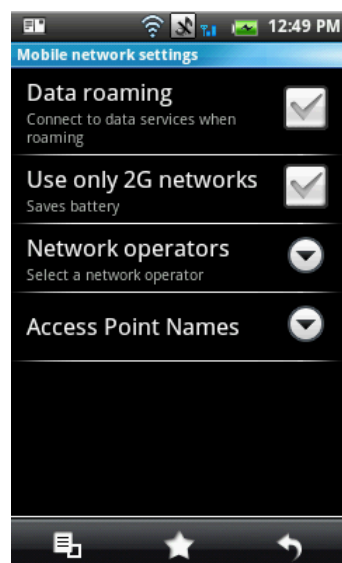 12:49 PM
Mobile network settings
Data roaming
Connect to data services when
roaming
Use only 2G networks
Saves battery
Network operators
Select a network operator
Access Point Names